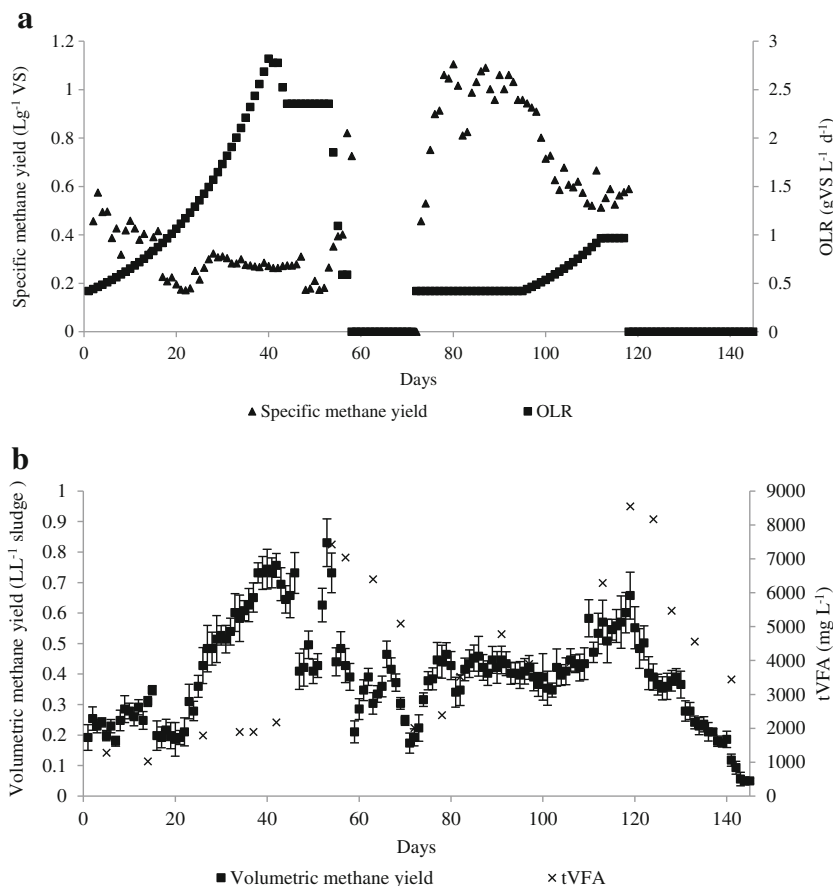 a
Specific methane yield (Lg-1 VS)
1.2
1
0.8
0.6
0.4
0.2
0
3
2.5
2
1.5
1
0.5
0
OLR (gVS L-1 d-1)
0 20 40 60 80 100 120 140
Days
▲ Specific methane yield ■ OLR
b
Volumetric methane yield (LL-1 sludge )
1
0.9
0.8
0.7
0.6
0.5
0.4
0.3
0.2
0.1
0
9000
8000
7000
6000
5000
4000
3000
2000
1000
0
tVFA (mg L-1)
0 20 40 60 80 100 120 140
Days
■ Volumetric methane yield × tVFA